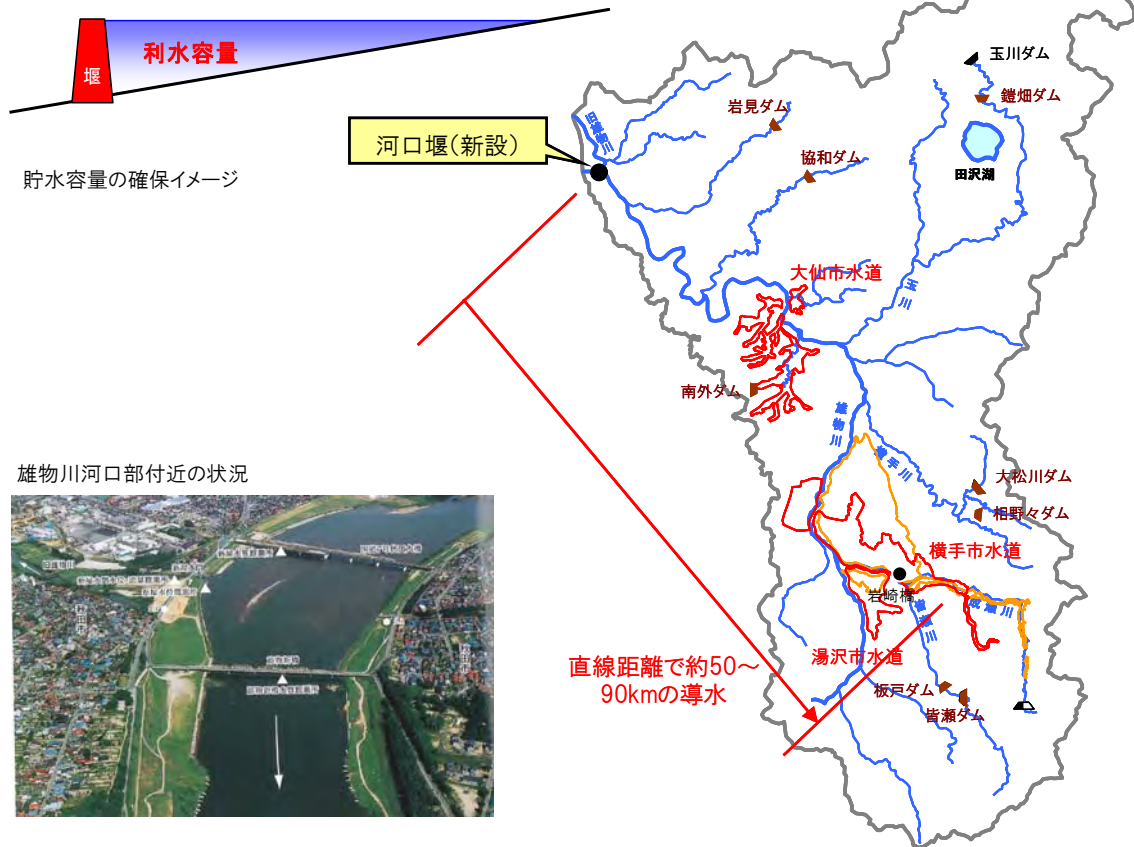 利水容量
堰
貯水容量の確保イメージ
河口堰(新設)
旧雄物川
岩見ダム
協和ダム
玉川ダム
鎧畑ダム
田沢湖
大仙市水道
玉川
南外ダム
雄物川
横手川
大松川ダム
相野々ダム
横手市水道
岩崎橋
皆瀬川
成瀬川
湯沢市水道
板戸ダム
皆瀬ダム
直線距離で約50～
90kmの導水
雄物川河口部付近の状況
秋田市